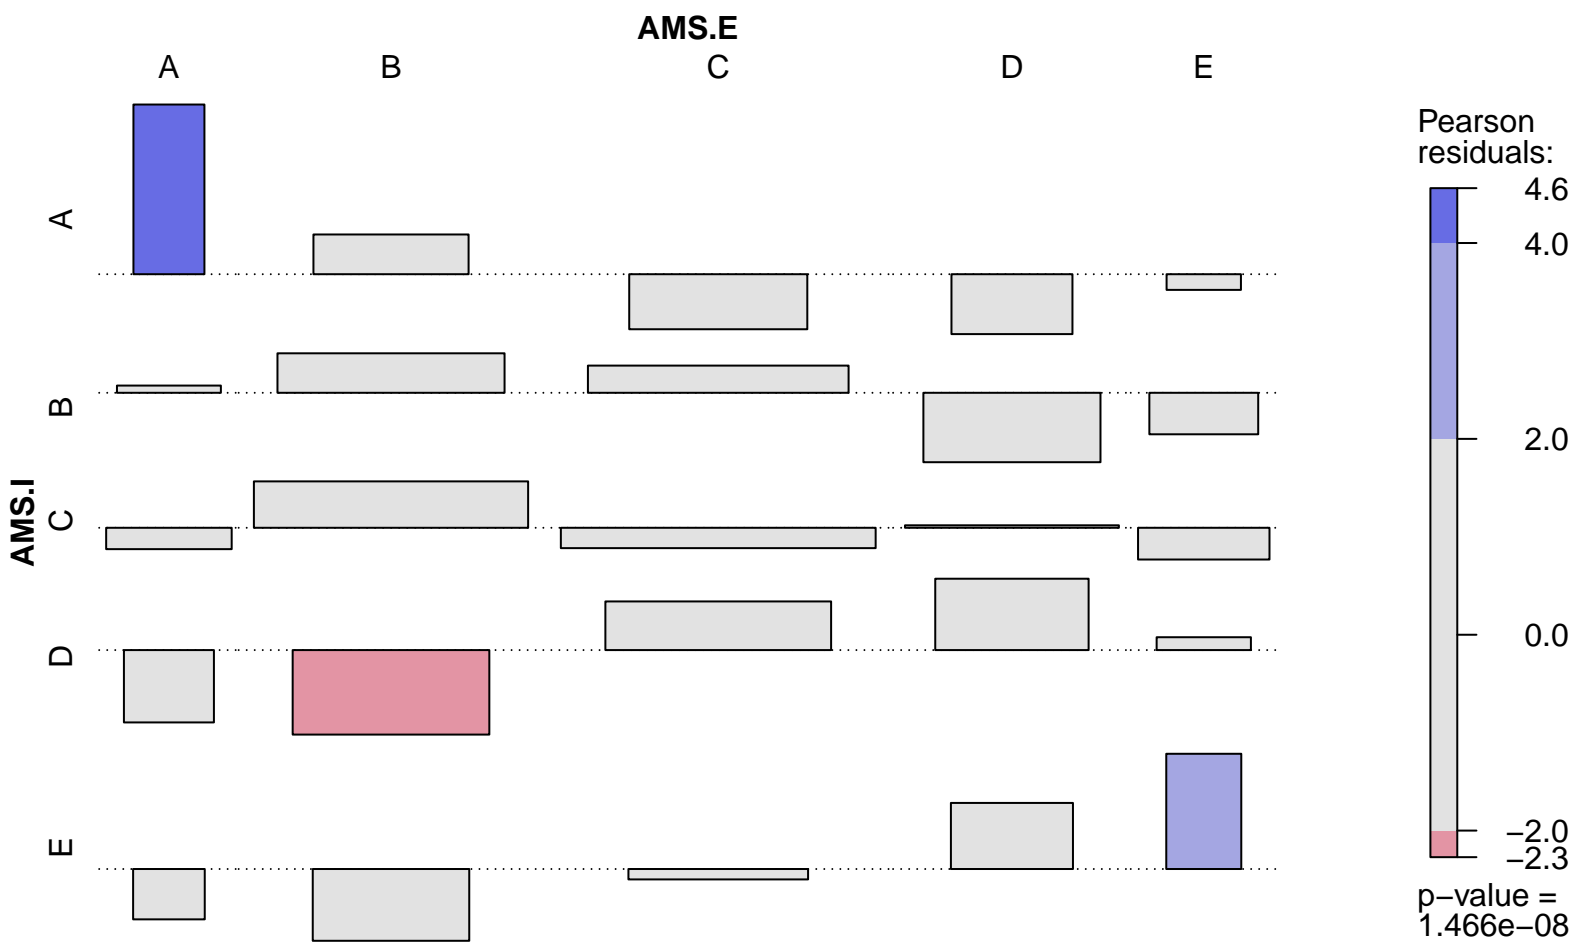 AMS.E
A B C D E
AMS.I
A
B
C
D
E
Pearson
residuals:
4.6
4.0
2.0
0.0
−2.0
−2.3
p−value =
1.466e−08